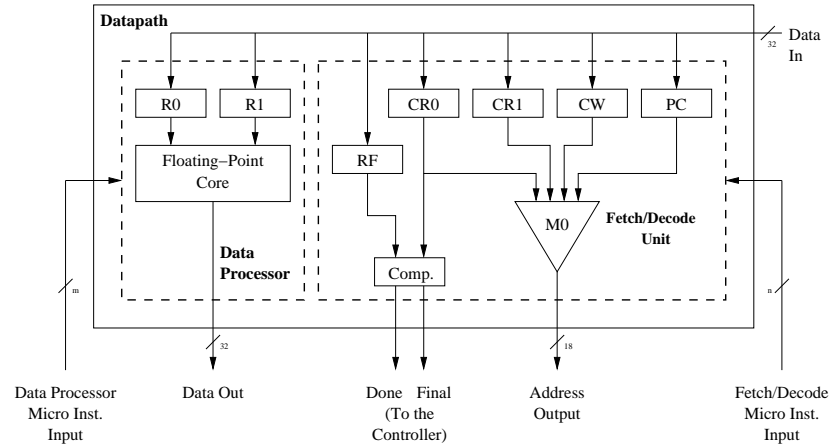 Datapath
32
Data
In
R0
R1
CR0
CR1
CW
PC
Floating−Point
Core
RF
M0
Fetch/Decode
Unit
Data
Processor
Comp.
m
n
32
18
Data Processor
Micro Inst.
Input
Data Out
Done Final
(To the
Controller)
Address
Output
Fetch/Decode
Micro Inst.
Input